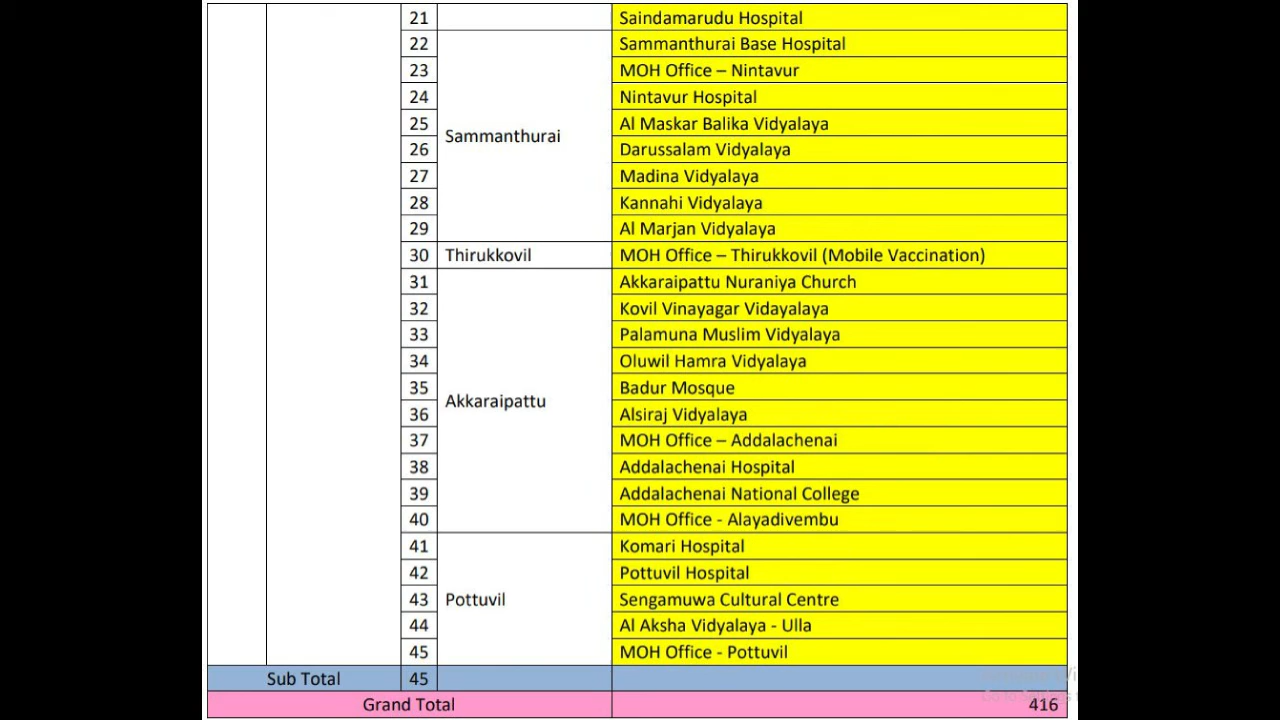 21 Saindamarudu Hospital
22 Sammanthurai Base Hospital
23 MOH Office – Nintavur
24 Nintavur Hospital
25 Al Maskar Balika Vidyalaya
Sammanthurai
26 Darussalam Vidyalaya
27 Madina Vidyalaya
28 Kannahi Vidyalaya
29 Al Marjan Vidyalaya
30 Thirukkovil MOH Office – Thirukkovil (Mobile Vaccination)
31 Akkaraipattu Nuraniya Church
32 Kovil Vinayagar Vidayalaya
33 Palamuna Muslim Vidyalaya
34 Oluwil Hamra Vidyalaya
35 Badur Mosque
Akkaraipattu
36 Alsiraj Vidyalaya
37 MOH Office – Addalachenai
38 Addalachenai Hospital
39 Addalachenai National College
40 MOH Office - Alayadivembu
41 Komari Hospital
42 Pottuvil Hospital
43 Pottuvil Sengamuwa Cultural Centre
44 Al Aksha Vidyalaya - Ulla
45 MOH Office - Pottuvil
Sub Total 45
Grand Total 416